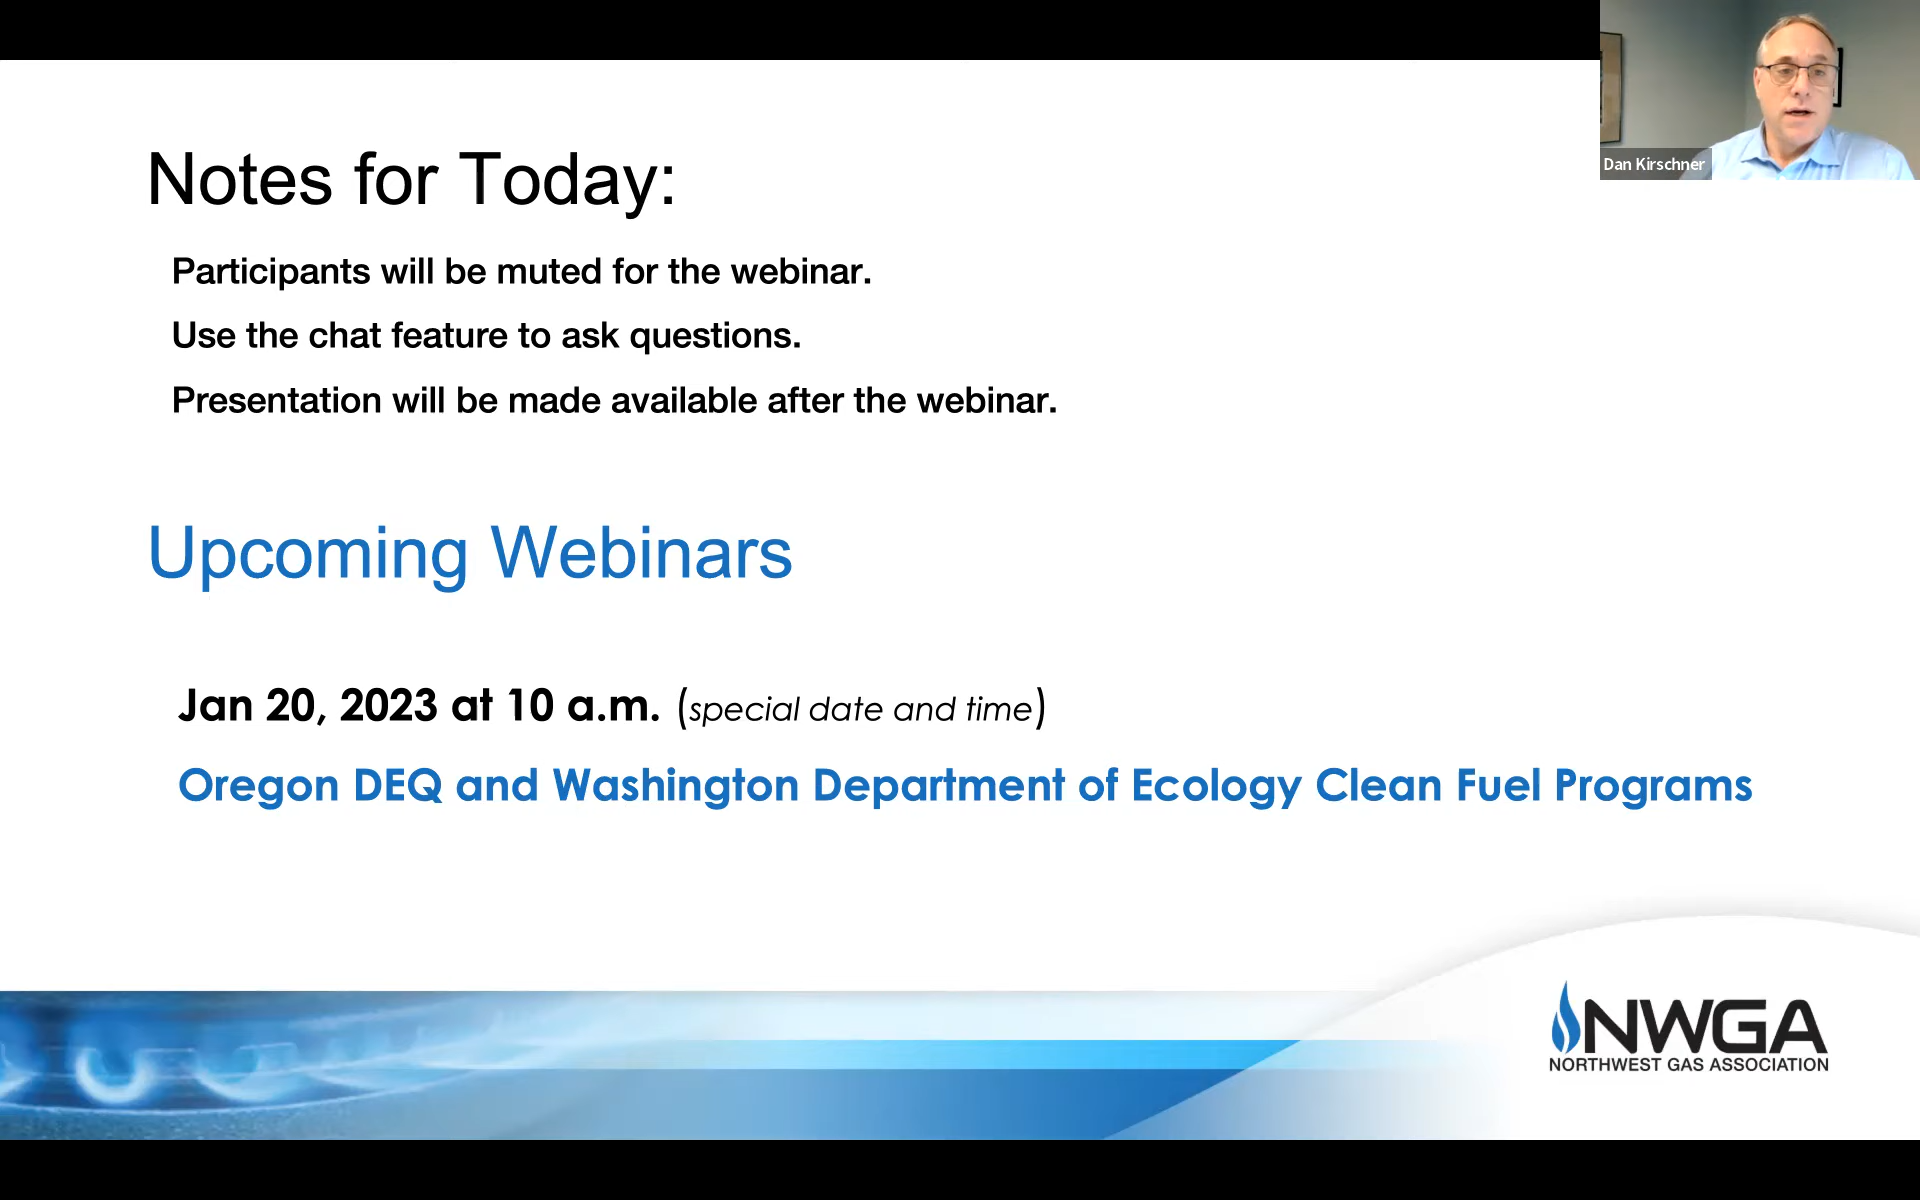 Dan Kirschner
Notes for Today:
Participants will be muted for the webinar.
Use the chat feature to ask questions.
Presentation will be made available after the webinar.
Upcoming Webinars
Jan 20, 2023 at 10 a.m. (special date and time)
Oregon DEQ and Washington Department of Ecology Clean Fuel Programs
NWGA
NORTHWEST GAS ASSOCIATION